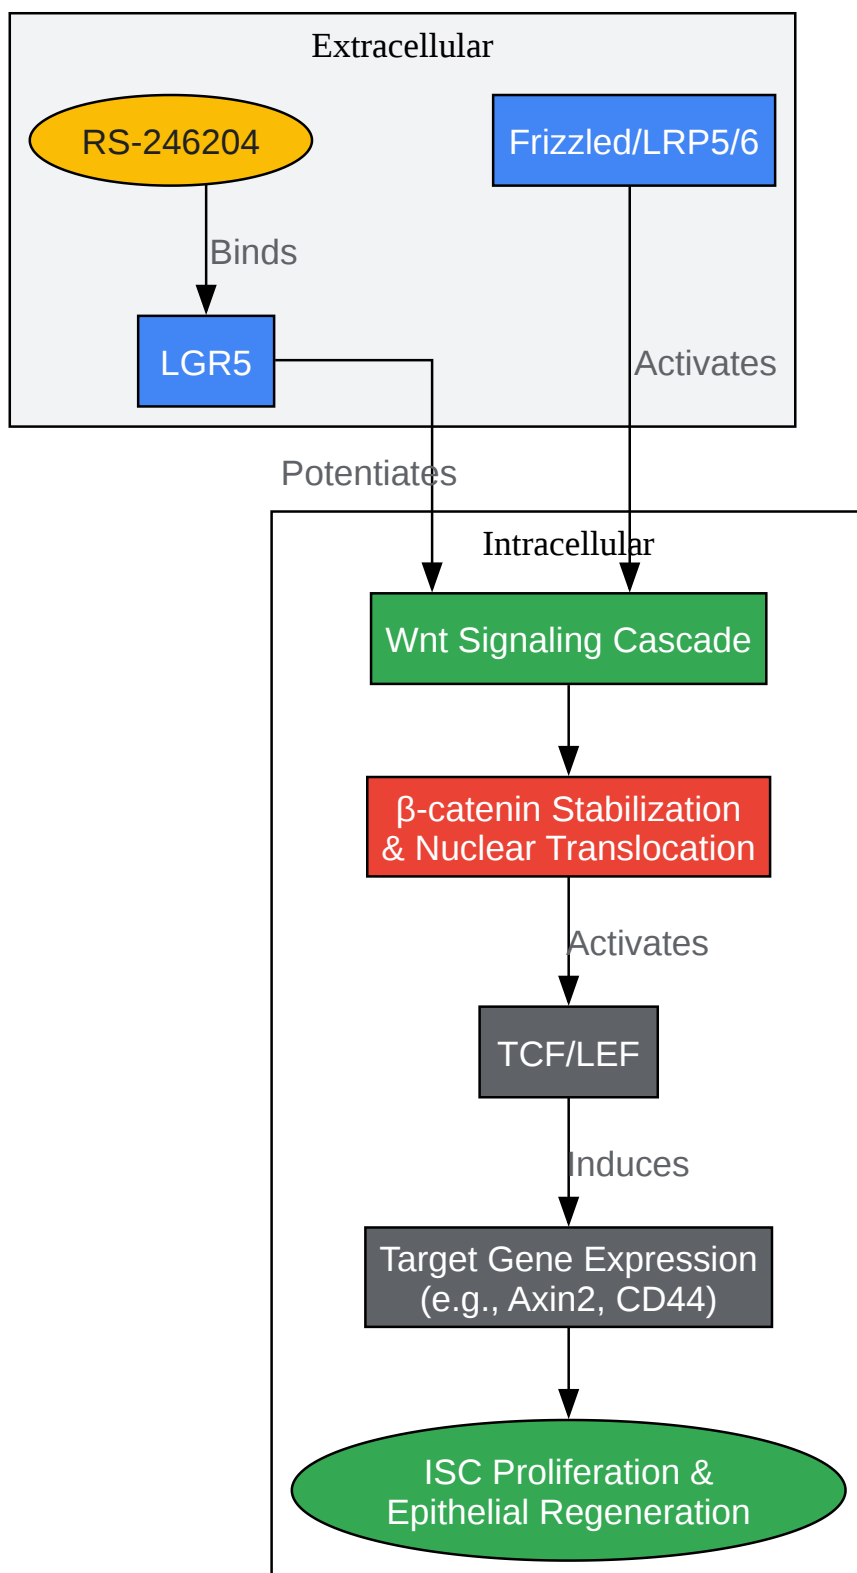 Extracellular
RS-246204
Frizzled/LRP5/6
Binds
LGR5
Activates
Potentiates
Intracellular
Wnt Signaling Cascade
β-catenin Stabilization
& Nuclear Translocation
Activates
TCF/LEF
Induces
Target Gene Expression
(e.g., Axin2, CD44)
ISC Proliferation &
Epithelial Regeneration